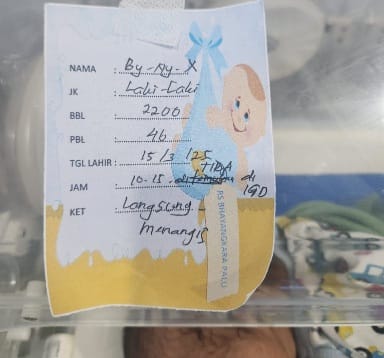 NAMA : By-Ny-X
JK : Laki-Laki
BBL : 2200
PBL : 46
TGL LAHIR : 15/3/25
TIBA
JAM : 10-15 di IGD
KET : Langsung
menangis
RS BHAYANGKARA PALU